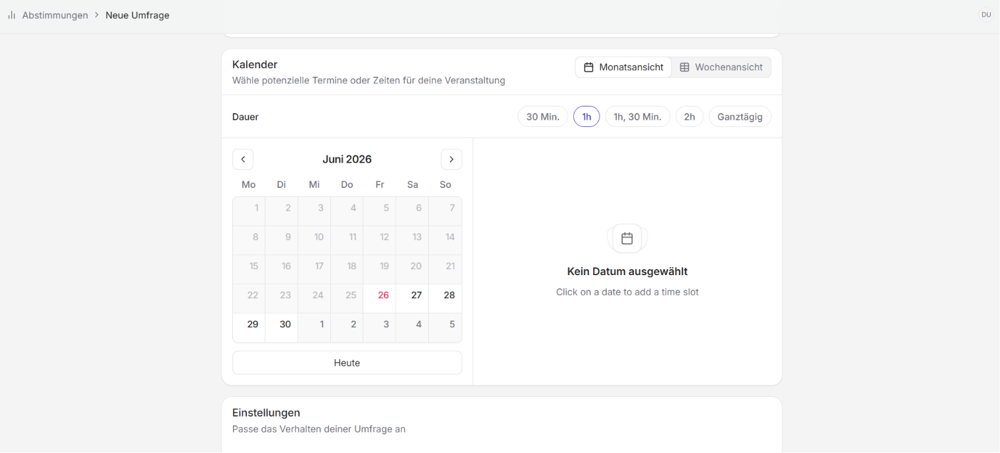 Abstimmungen > Neue Umfrage
DU
Kalender
Wähle potenzielle Termine oder Zeiten für deine Veranstaltung
Monatsansicht Wochenansicht
Dauer
30 Min. 1h 1h, 30 Min. 2h Ganztägig
Juni 2026
Mo Di Mi Do Fr Sa So
1 2 3 4 5 6 7
8 9 10 11 12 13 14
15 16 17 18 19 20 21
22 23 24 25 26 27 28
29 30 1 2 3 4 5
Heute
Kein Datum ausgewählt
Click on a date to add a time slot
Einstellungen
Passe das Verhalten deiner Umfrage an